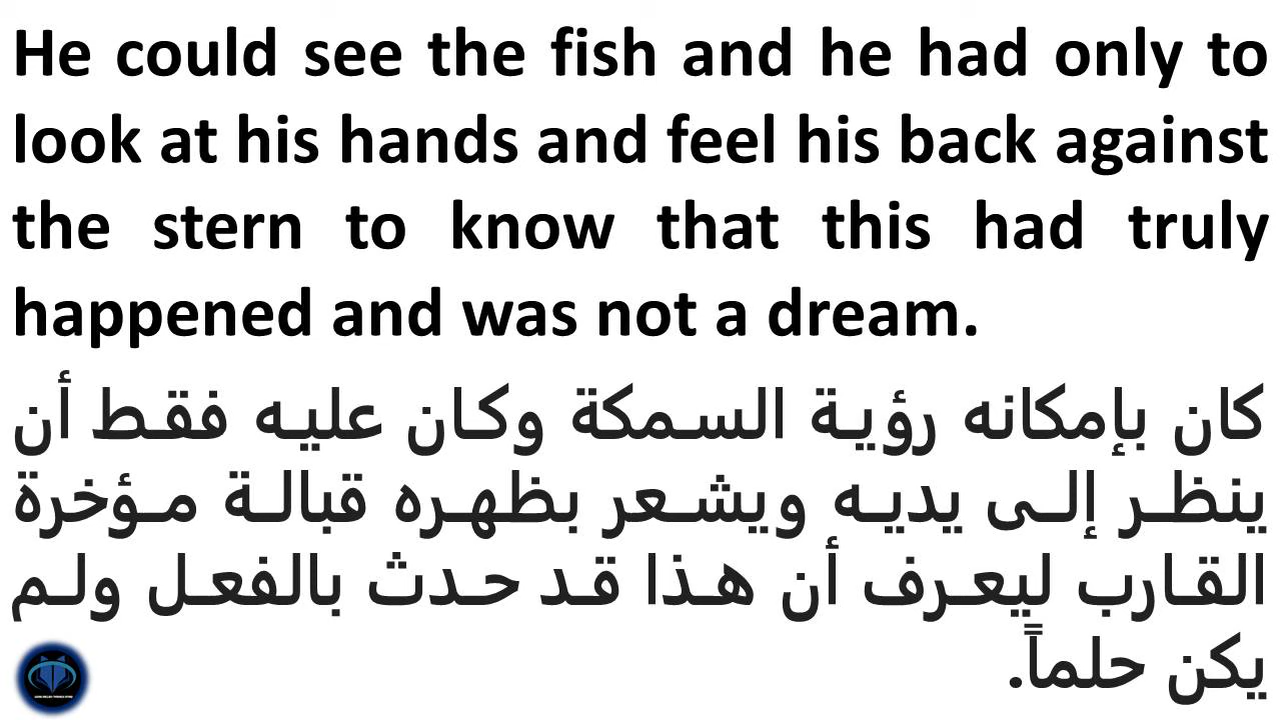 He could see the fish and he had only to
look at his hands and feel his back against
the stern to know that this had truly
happened and was not a dream.
كان بإمكانه رؤية السمكة وكان عليه فقط أن
ينظر إلى يديه ويشعر بظهره قبالة مؤخرة
القارب ليعرف أن هذا قد حدث بالفعل ولم
يكن حلماً.